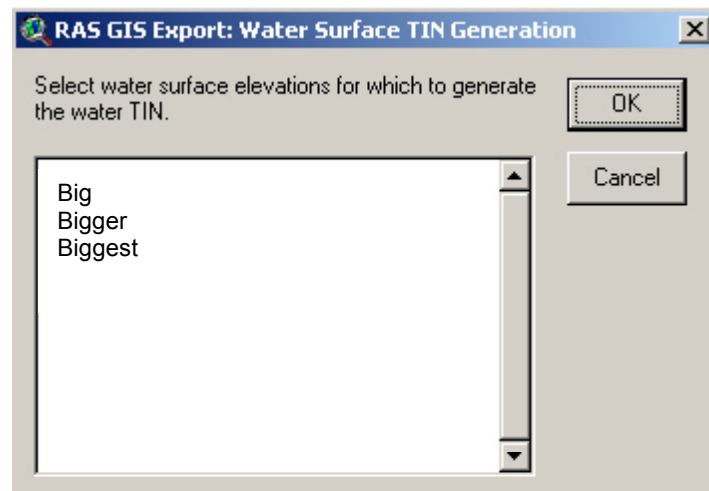 RAS GIS Export: Water Surface TIN Generation
Select water surface elevations for which to generate
the water TIN.
OK
Cancel
Big
Bigger
Biggest